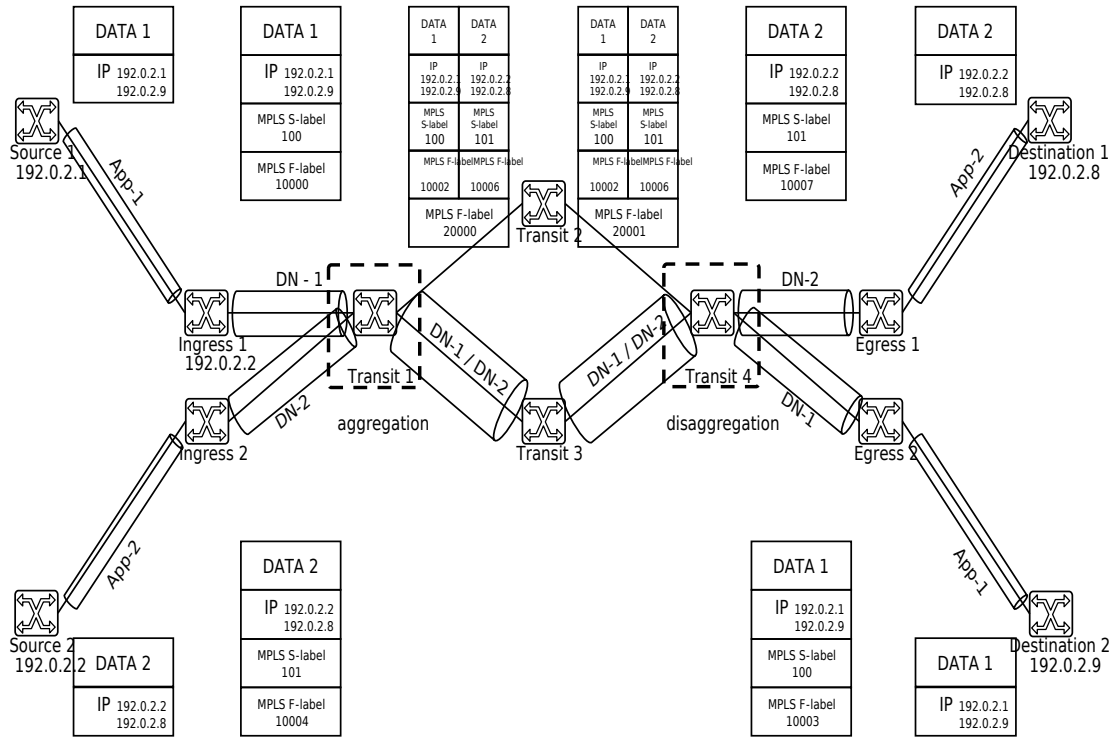 DATA 1
IP 192.0.2.1
192.0.2.9
DATA 1
IP 192.0.2.1
192.0.2.9
MPLS S-label
100
MPLS F-label
10000
DATA
1
DATA
2
IP
192.0.2.1
192.0.2.9
IP
192.0.2.2
192.0.2.8
MPLS
S-label
100
MPLS
S-label
101
MPLS F-label
10002
MPLS F-label
10006
MPLS F-label
20000
DATA
1
DATA
2
IP
192.0.2.1
192.0.2.9
IP
192.0.2.2
192.0.2.8
MPLS
S-label
100
MPLS
S-label
101
MPLS F-label
10002
MPLS F-label
10006
MPLS F-label
20001
DATA 2
IP 192.0.2.2
192.0.2.8
MPLS S-label
101
MPLS F-label
10007
DATA 2
IP 192.0.2.2
192.0.2.8
Source 1
192.0.2.1
App-1
Transit 2
App-2
Destination 1
192.0.2.8
DN - 1
Ingress 1
192.0.2.2
Transit 1
DN-1 / DN-2
DN-1 / DN-2
Transit 4
DN-2
Egress 1
DN-2
aggregation
disaggregation
DN-1
Ingress 2
Transit 3
Egress 2
App-2
App-1
Source 2
192.0.2.2
Destination 2
192.0.2.9
DATA 2
IP 192.0.2.2
192.0.2.8
DATA 2
IP 192.0.2.2
192.0.2.8
MPLS S-label
101
MPLS F-label
10004
DATA 1
IP 192.0.2.1
192.0.2.9
MPLS S-label
100
MPLS F-label
10003
DATA 1
IP 192.0.2.1
192.0.2.9